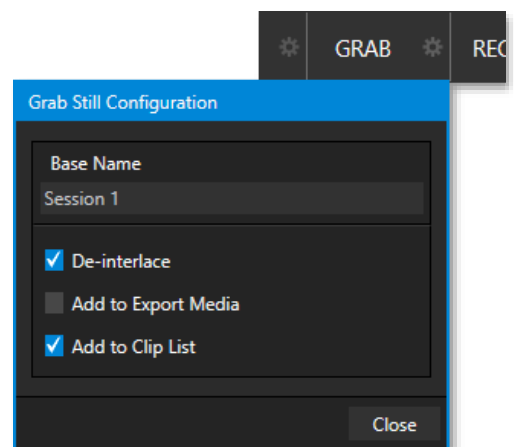 GRAB REC
Grab Still Configuration
Base Name
Session 1
De-interlace
Add to Export Media
Add to Clip List
Close